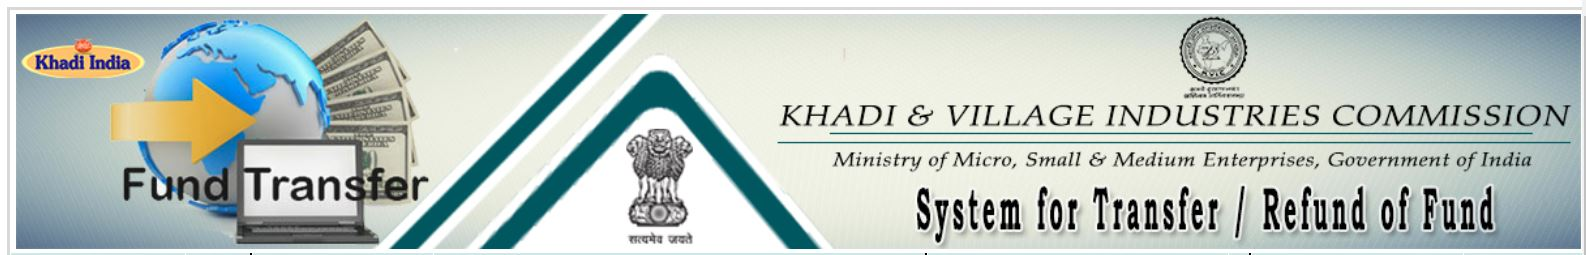 Khadi India
Fund Transfer
सत्यमेव जयते
KVIC
KHADI & VILLAGE INDUSTRIES COMMISSION
Ministry of Micro, Small & Medium Enterprises, Government of India
System for Transfer / Refund of Fund